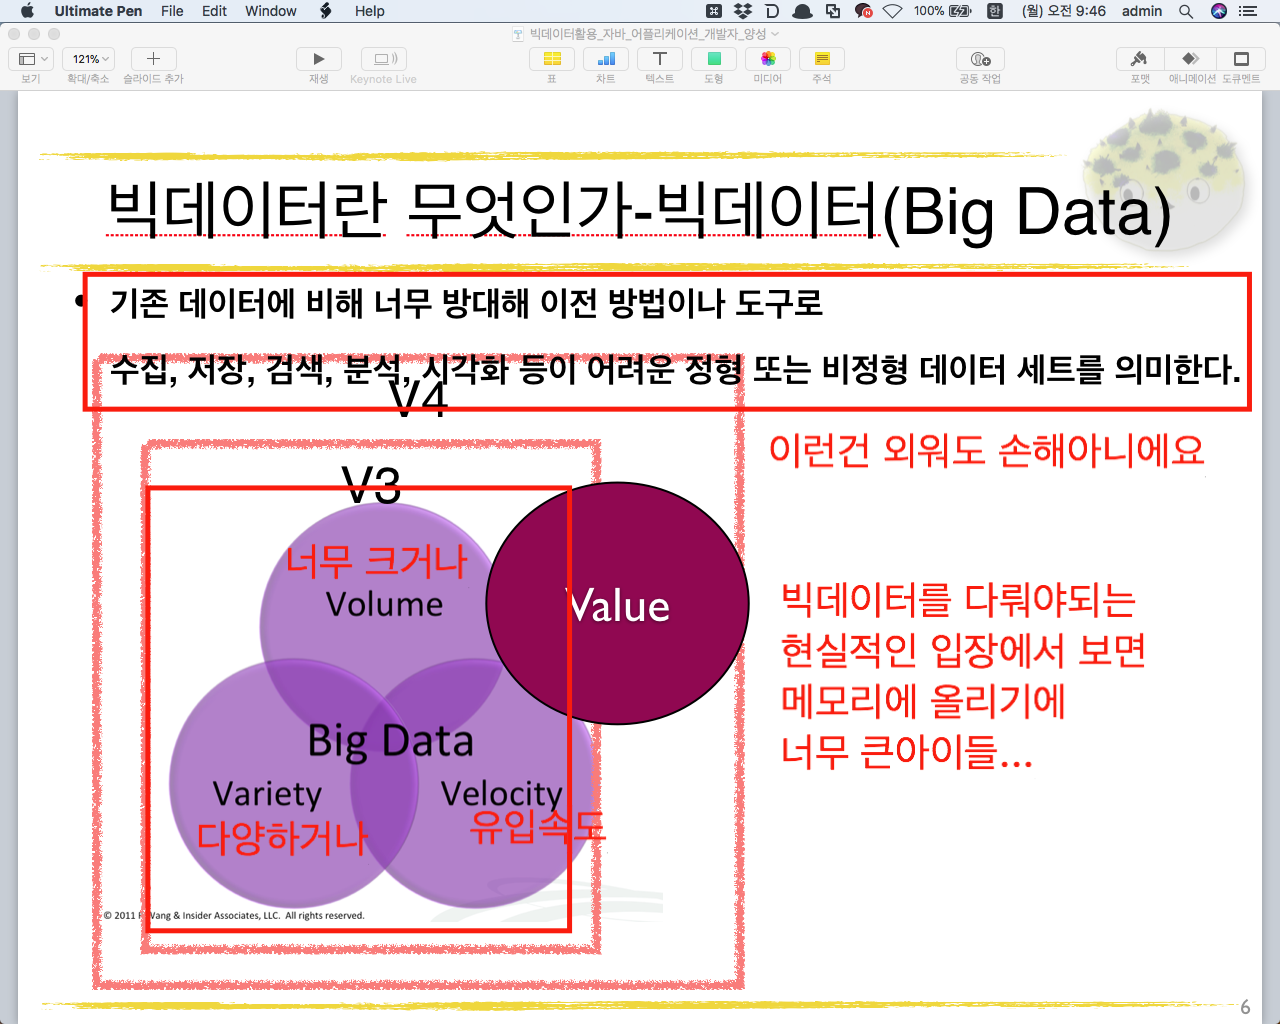 Ultimate Pen File Edit Window Help 100% (월) 오전 9:46 admin
빅데이터활용_자바_어플리케이션_개발자_양성
121%
보기 확대/축소 슬라이드 추가 재생 Keynote Live 표 차트 텍스트 도형 미디어 주석 공동 작업 포맷 애니메이션 도큐멘트
빅데이터란 무엇인가-빅데이터(Big Data)
• 기존 데이터에 비해 너무 방대해 이전 방법이나 도구로
수집, 저장, 검색, 분석, 시각화 등이 어려운 정형 또는 비정형 데이터 세트를 의미한다.
V4
이런건 외워도 손해아니에요
V3
너무 크거나
Volume
Value
빅데이터를 다뤄야되는
현실적인 입장에서 보면
메모리에 올리기에
너무 큰아이들...
Big Data
Variety
다양하거나
Velocity
유입속도
© 2011 Wang & Insider Associates, LLC. All rights reserved.
6